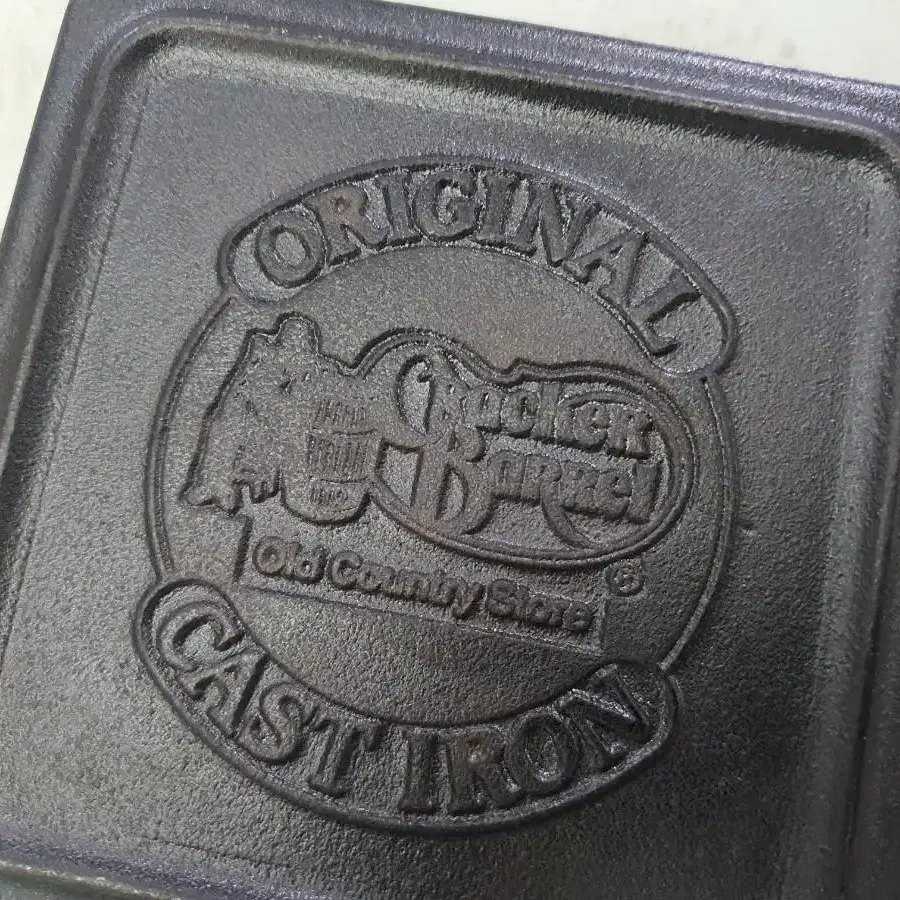 ORIGINAL
Cracker
Barrel
®
Old Country Store
CAST IRON